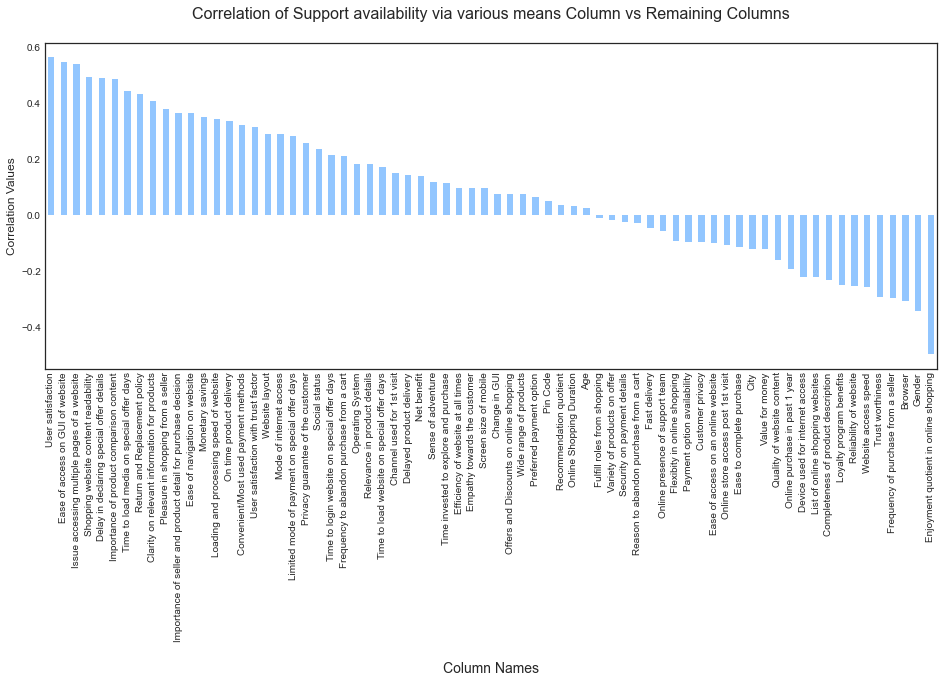 Correlation of Support availability via various means Column vs Remaining Columns
Correlation Values
0.6
0.4
0.2
0.0
−0.2
−0.4
User satisfaction
Ease of access on GUI of website
Issue accessing multiple pages of a website
Shopping website content readability
Delay in declaring special offer details
Importance of product comparison content
Time to load media on special offer days
Return and Replacement policy
Clarity on relevant information for products
Pleasure in shopping from a seller
Importance of seller and product detail for purchase decision
Ease of navigation on website
Monetary savings
Loading and processing speed of website
On time product delivery
Convenient/Most used payment methods
User satisfaction with trust factor
Website layout
Mode of internet access
Limited mode of payment on special offer days
Privacy guarantee of the customer
Social status
Time to login website on special offer days
Frequency to abandon purchase from a cart
Operating System
Relevance in product details
Time to load website on special offer days
Channel used for 1st visit
Delayed product delivery
Net benefit
Sense of adventure
Time invested to explore and purchase
Efficiency of website at all times
Empathy towards the customer
Screen size of mobile
Change in GUI
Offers and Discounts on online shopping
Wide range of products
Preferred payment option
Pin Code
Recommendation Quotient
Online Shopping Duration
Age
Fulfill roles from shopping
Variety of products on offer
Security on payment details
Reason to abandon purchase from a cart
Fast delivery
Online presence of support team
Flexibity in online shopping
Payment option availability
Customer privacy
Ease of access on an online website
Online store access post 1st visit
Ease to complete purchase
City
Value for money
Quality of website content
Online purchase in past 1 year
Device used for internet access
List of online shopping websites
Completeness of product description
Loyalty program benefits
Reliability of website
Website access speed
Trust worthiness
Frequency of purchase from a seller
Browser
Gender
Enjoyment quotient in online shopping
Column Names